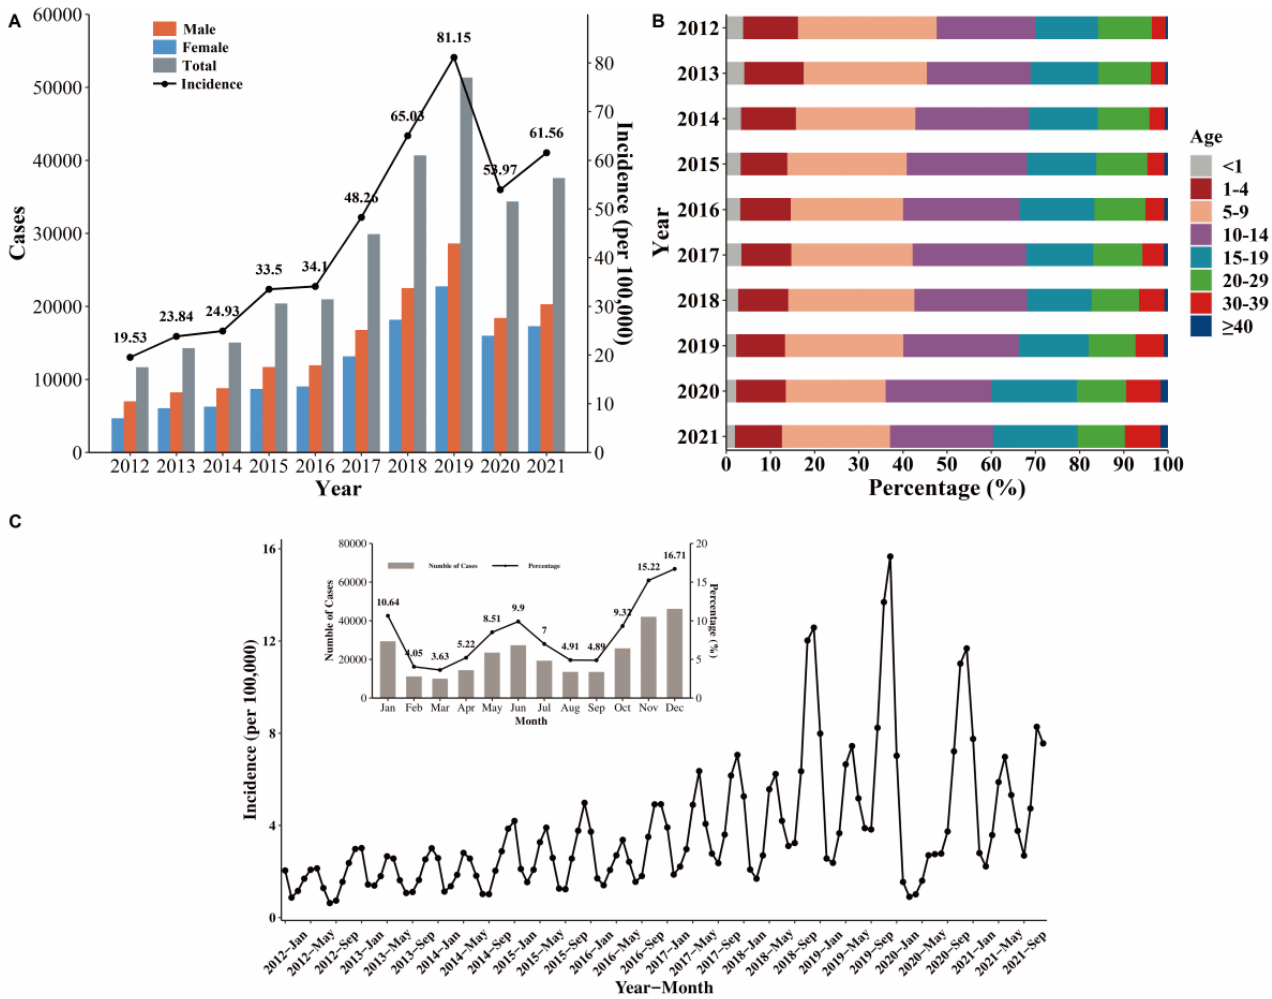 A
60000
50000
40000
30000
20000
10000
0
Cases
Male
Female
Total
Incidence
19.53
23.84
24.93
33.5
34.1
48.26
65.03
81.15
53.97
61.56
80
70
60
50
40
30
20
10
0
Incidence (per 100,000)
2012 2013 2014 2015 2016 2017 2018 2019 2020 2021
Year
B
Year
2012
2013
2014
2015
2016
2017
2018
2019
2020
2021
0 10 20 30 40 50 60 70 80 90 100
Percentage (%)
Age
<1
1-4
5-9
10-14
15-19
20-29
30-39
≥40
C
16
12
8
4
0
Incidence (per 100,000)
80000
60000
40000
20000
0
Numble of Cases
Numble of Cases
Percentage
10.64
4.05
3.63
5.22
8.51
9.9
7
4.91
4.89
9.32
15.22
16.71
20
15
10
5
0
Percentage (%)
Jan Feb Mar Apr May Jun Jul Aug Sep Oct Nov Dec
Month
2012−Jan
2012−May
2012−Sep
2013−Jan
2013−May
2013−Sep
2014−Jan
2014−May
2014−Sep
2015−Jan
2015−May
2015−Sep
2016−Jan
2016−May
2016−Sep
2017−Jan
2017−May
2017−Sep
2018−Jan
2018−May
2018−Sep
2019−Jan
2019−May
2019−Sep
2020−Jan
2020−May
2020−Sep
2021−Jan
2021−May
2021−Sep
Year−Month